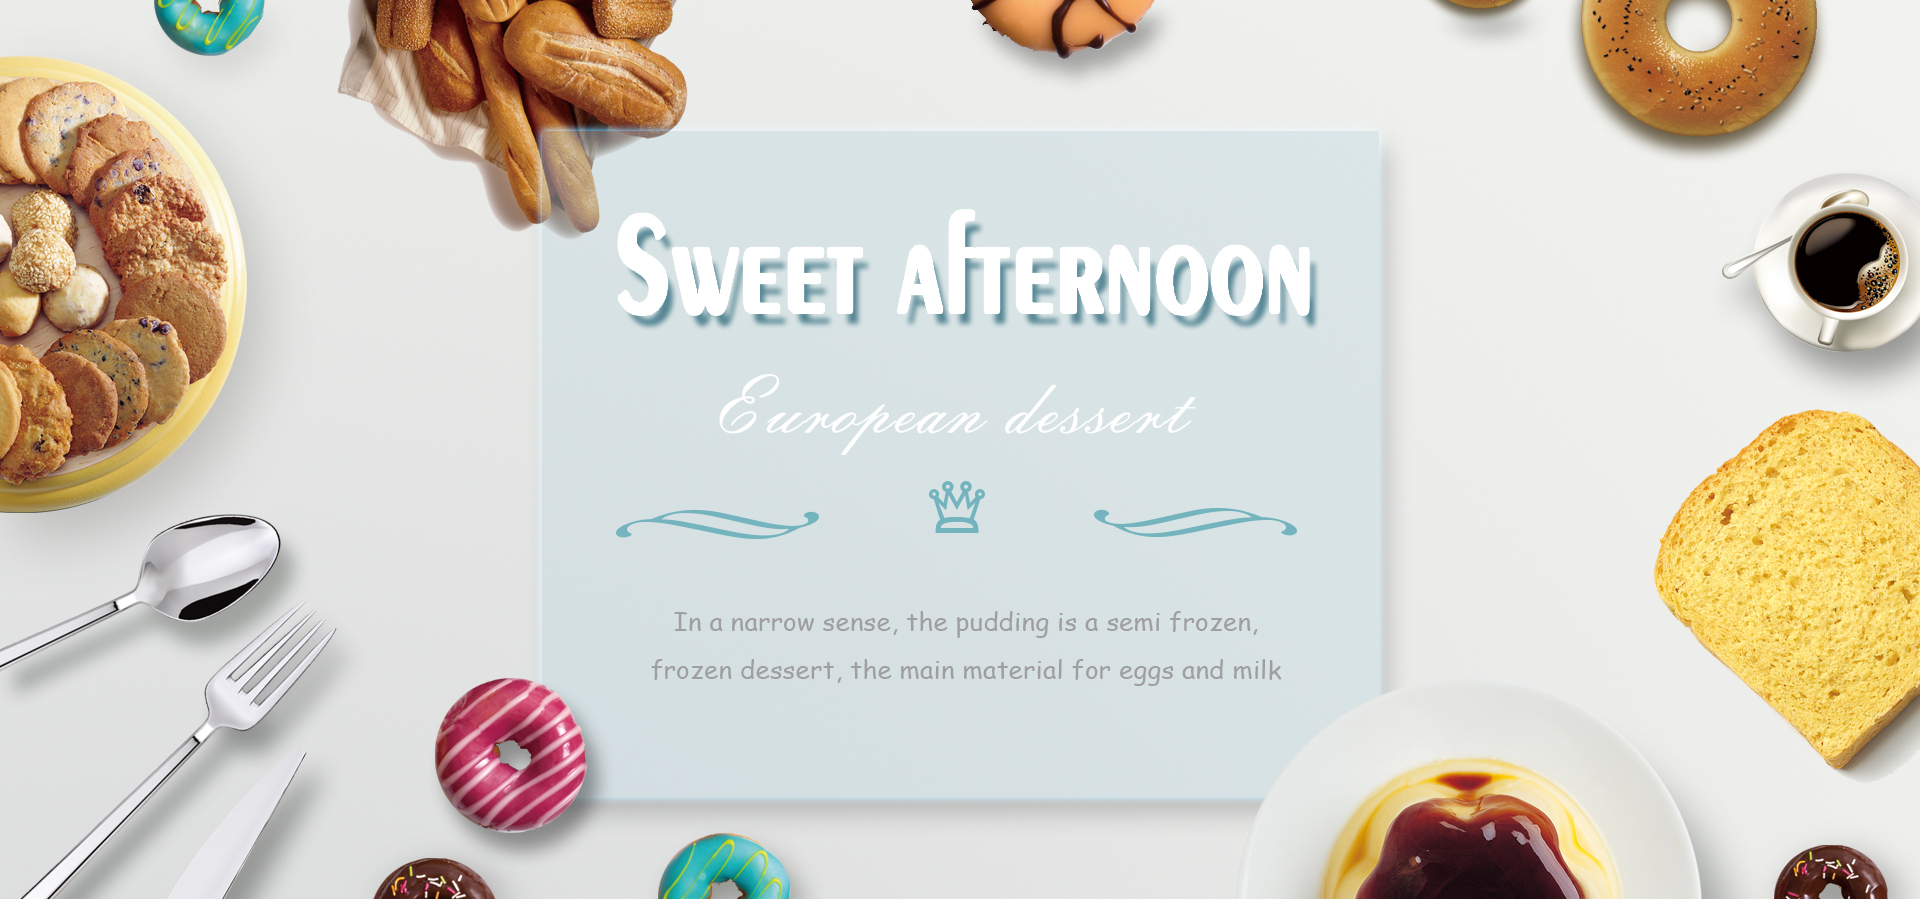 Sweet afternoon
European dessert
In a narrow sense, the pudding is a semi frozen,
frozen dessert, the main material for eggs and milk